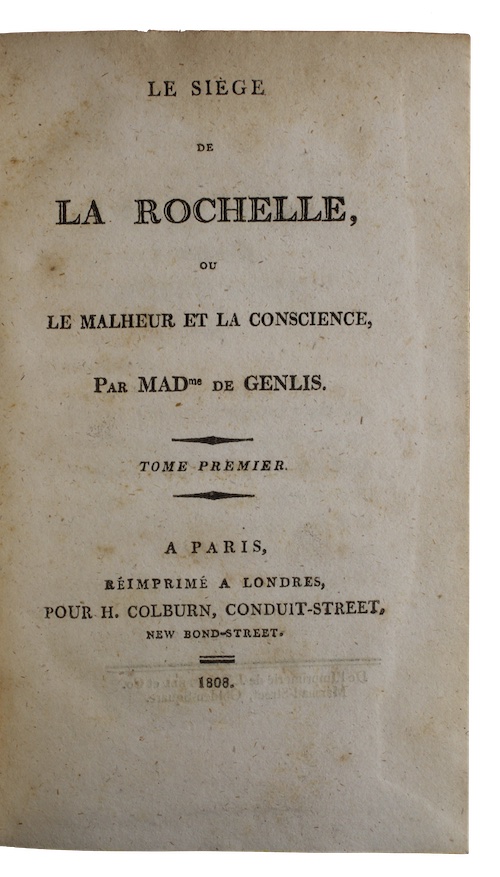 LE SIÈGE
DE
LA ROCHELLE,
OU
LE MALHEUR ET LA CONSCIENCE,
PAR MADme DE GENLIS.
TOME PREMIER.
A PARIS,
RÉIMPRIMÉ A LONDRES,
POUR H. COLBURN, CONDUIT-STREET,
NEW BOND-STREET.
1808.